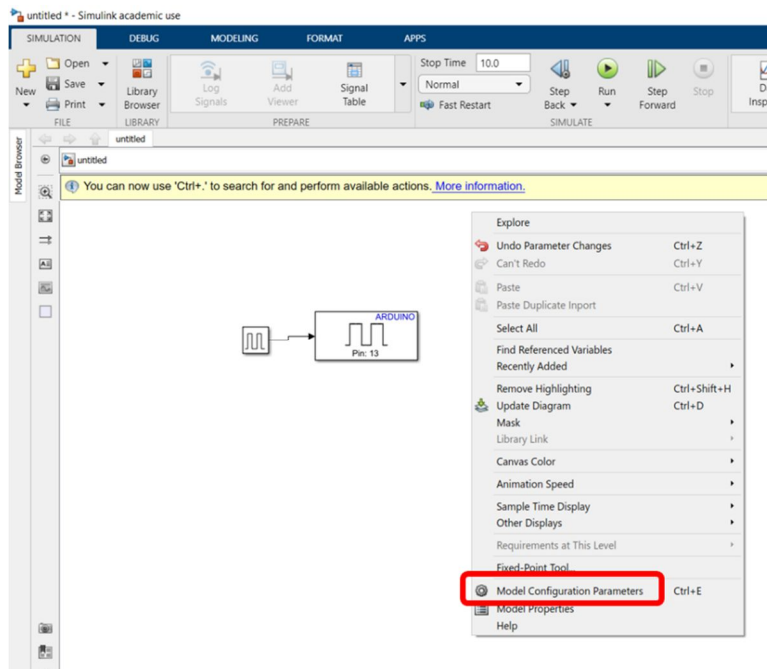 untitled * - Simulink academic use
SIMULATION DEBUG MODELING FORMAT APPS
New
Open
Save
Print
FILE
Library
Browser
LIBRARY
Log
Signals
Add
Viewer
Signal
Table
PREPARE
Stop Time 10.0
Normal
Fast Restart
Step
Back
Run
Step
Forward
Stop
SIMULATE
D
Insp
Model Browser
untitled
untitled
You can now use 'Ctrl+.' to search for and perform available actions. More information.
ARDUINO
Pin: 13
Explore
Undo Parameter Changes Ctrl+Z
Can't Redo Ctrl+Y
Paste Ctrl+V
Paste Duplicate Inport
Select All Ctrl+A
Find Referenced Variables
Recently Added
Remove Highlighting Ctrl+Shift+H
Update Diagram Ctrl+D
Mask
Library Link
Canvas Color
Animation Speed
Sample Time Display
Other Displays
Requirements at This Level
Fixed-Point Tool...
Model Configuration Parameters Ctrl+E
Model Properties
Help